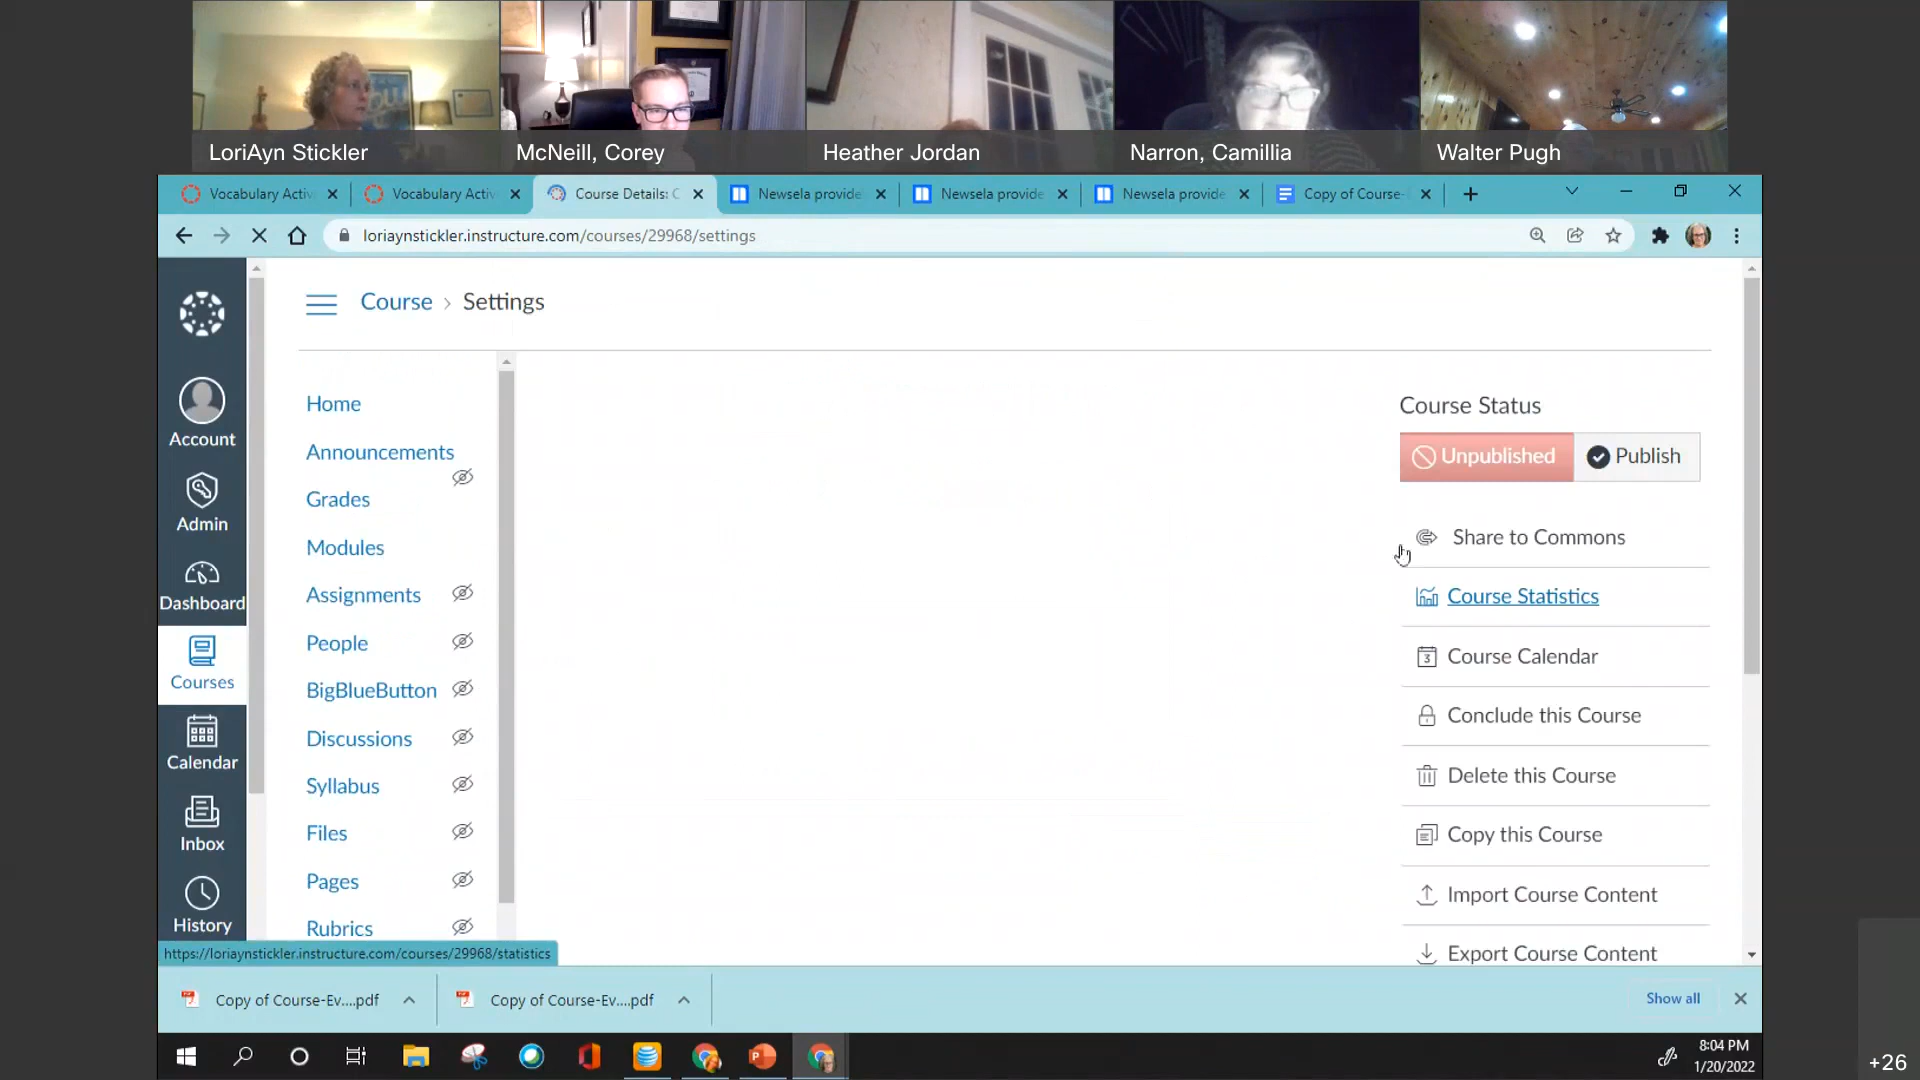 LoriAyn Stickler
McNeill, Corey
Heather Jordan
Narron, Camillia
Walter Pugh
Vocabulary Activ
Vocabulary Activ
Course Details: C
Newsela provide
Newsela provide
Newsela provide
Copy of Course-
loriaynstickler.instructure.com/courses/29968/settings
Course › Settings
Account
Admin
Dashboard
Courses
Calendar
Inbox
History
Home
Announcements
Grades
Modules
Assignments
People
BigBlueButton
Discussions
Syllabus
Files
Pages
Rubrics
Course Status
Unpublished
Publish
Share to Commons
Course Statistics
3
Course Calendar
Conclude this Course
Delete this Course
Copy this Course
Import Course Content
Export Course Content
https://loriaynstickler.instructure.com/courses/29968/statistics
Copy of Course-Ev....pdf
Copy of Course-Ev....pdf
Show all
8:04 PM
1/20/2022
+26